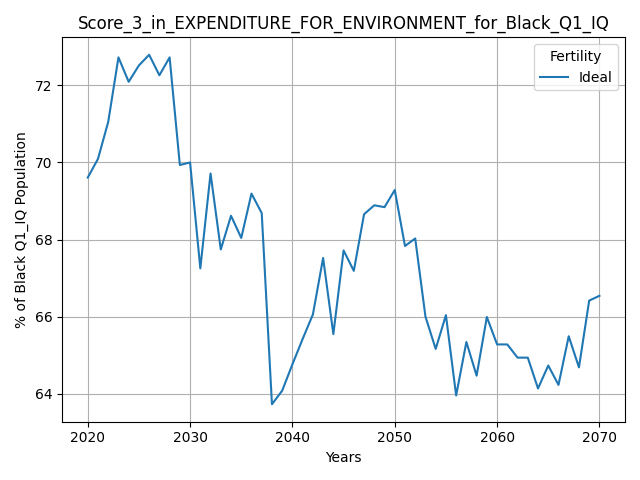 Score_3_in_EXPENDITURE_FOR_ENVIRONMENT_for_Black_Q1_IQ
Fertility
Ideal
% of Black Q1_IQ Population
72
70
68
66
64
2020 2030 2040 2050 2060 2070
Years